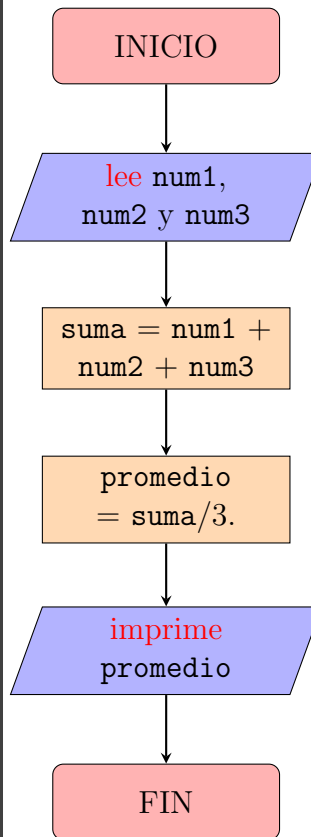 INICIO
lee num1,
num2 y num3
suma = num1 +
num2 + num3
promedio
= suma/3.
imprime
promedio
FIN